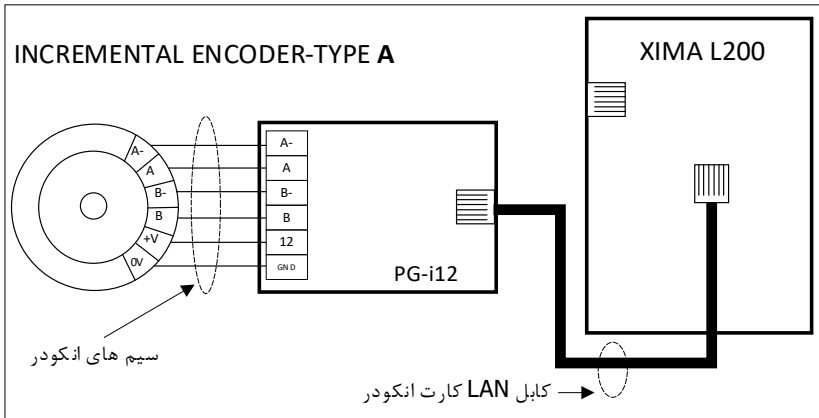 INCREMENTAL ENCODER-TYPE A
XIMA L200
A-
A
B-
B
+V
0V
A-
A
B-
B
12
GND
PG-i12
سیم های انکودر
کابل LAN کارت انکودر